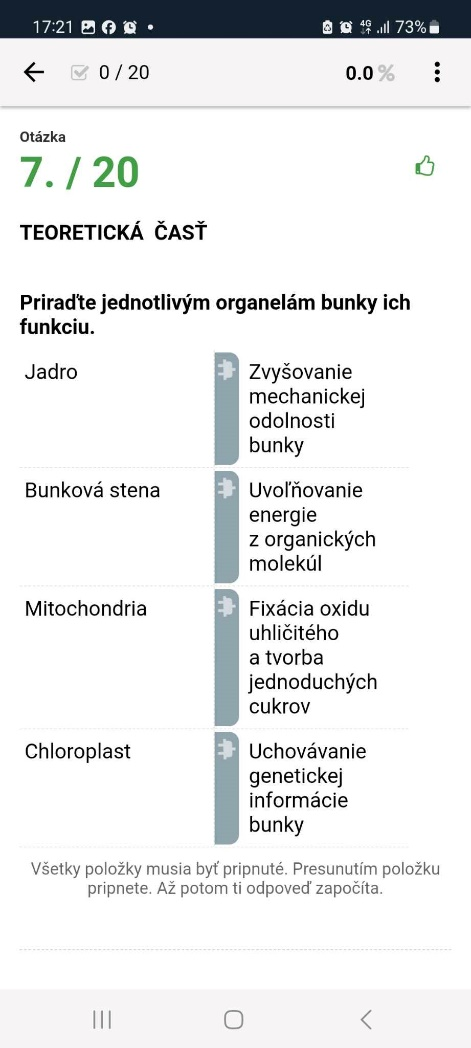 17:21
4G
73%
0 / 20
0.0 %
Otázka
7. / 20
TEORETICKÁ ČASŤ
Priraďte jednotlivým organelám bunky ich
funkciu.
Jadro
Zvyšovanie
mechanickej
odolnosti
bunky
Bunková stena
Uvoľňovanie
energie
z organických
molekúl
Mitochondria
Fixácia oxidu
uhličitého
a tvorba
jednoduchých
cukrov
Chloroplast
Uchovávanie
genetickej
informácie
bunky
Všetky položky musia byť pripnuté. Presunutím položku
pripnete. Až potom ti odpoveď započíta.